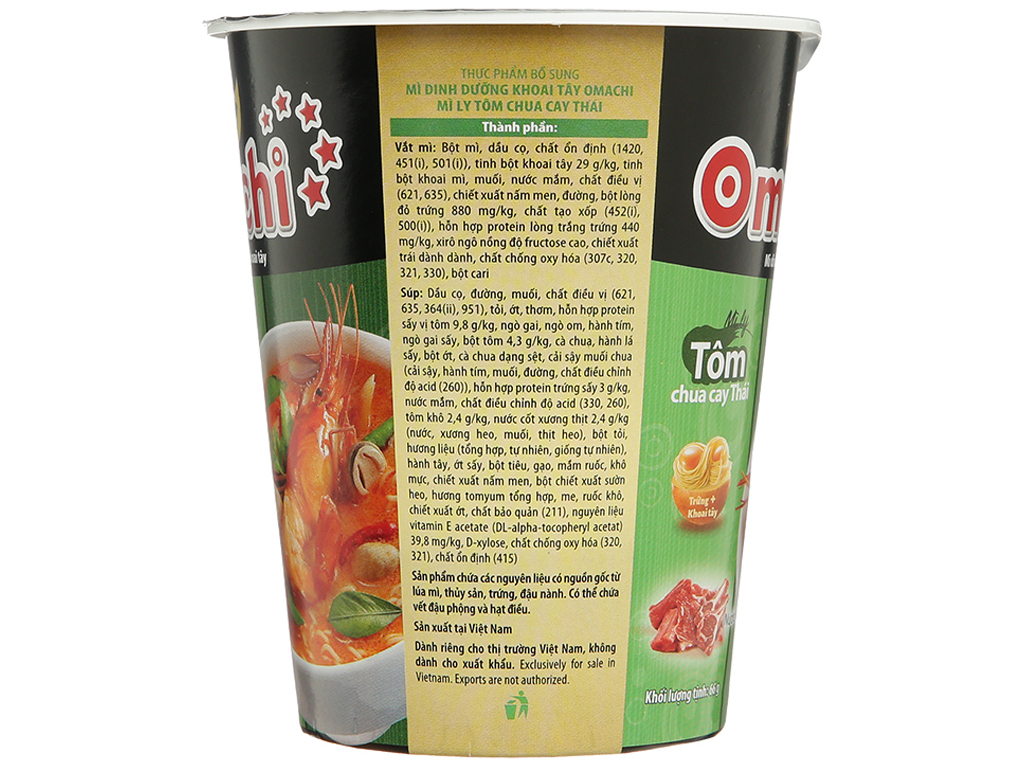 THỰC PHẨM BỔ SUNG
MÌ DINH DƯỠNG KHOAI TÂY OMACHI
MÌ LY TÔM CHUA CAY THÁI
Thành phần:
Vắt mì: Bột mì, dầu cọ, chất ổn định (1420,
451(i), 501(i)), tinh bột khoai tây 29 g/kg, tinh
bột khoai mì, muối, nước mắm, chất điều vị
(621, 635), chiết xuất nấm men, đường, bột lòng
đỏ trứng 880 mg/kg, chất tạo xốp (452(i),
500(i)), hỗn hợp protein lòng trắng trứng 440
mg/kg, xirô ngô nồng độ fructose cao, chiết xuất
trái dành dành, chất chống oxy hóa (307c, 320,
321, 330), bột cari
Súp: Dầu cọ, đường, muối, chất điều vị (621,
635, 364(ii), 951), tỏi, ớt, thơm, hỗn hợp protein
sấy vị tôm 9,8 g/kg, ngò gai, ngò om, hành tím,
ngò gai sấy, bột tôm 4,3 g/kg, cà chua, hành lá
sấy, bột ớt, cà chua dạng sệt, cải sậy muối chua
(cải sậy, hành tím, muối, đường, chất điều chỉnh
độ acid (260)), hỗn hợp protein trứng sấy 3 g/kg,
nước mắm, chất điều chỉnh độ acid (330, 260),
tôm khô 2,4 g/kg, nước cốt xương thịt 2,4 g/kg
(nước, xương heo, muối, thịt heo), bột tỏi,
hương liệu (tổng hợp, tự nhiên, giống tự nhiên),
hành tây, ớt sấy, bột tiêu, gạo, mắm ruốc, khô
mực, chiết xuất nấm men, bột chiết xuất sườn
heo, hương tomyum tổng hợp, me, ruốc khô,
chiết xuất ớt, chất bảo quản (211), nguyên liệu
vitamin E acetate (DL-alpha-tocopheryl acetat)
39,8 mg/kg, D-xylose, chất chống oxy hóa (320,
321), chất ổn định (415)
Sản phẩm chứa các nguyên liệu có nguồn gốc từ
lúa mì, thủy sản, trứng, đậu nành. Có thể chứa
vết đậu phộng và hạt điều.
Sản xuất tại Việt Nam
Dành riêng cho thị trường Việt Nam, không
dành cho xuất khẩu. Exclusively for sale in
Vietnam. Exports are not authorized.
chi
Om
Mì ly
Tôm
chua cay Thái
Trứng +
Khoai tây
Khối lượng tịnh: 66 g